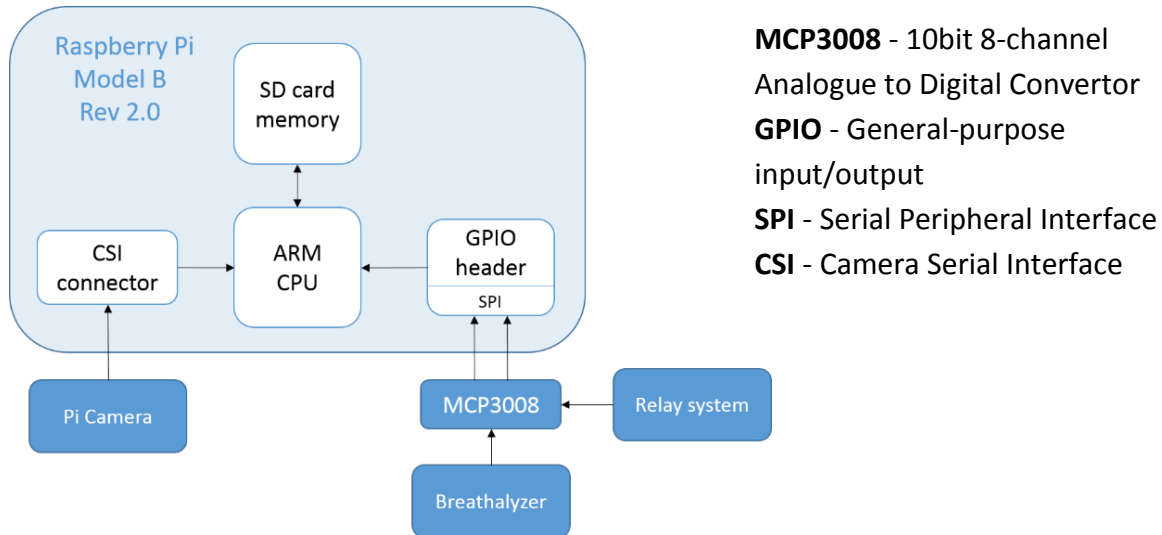 Raspberry Pi
Model B
Rev 2.0
SD card
memory
CSI
connector
ARM
CPU
GPIO
header
SPI
Pi Camera
MCP3008
Relay system
Breathalyzer
MCP3008 - 10bit 8-channel
Analogue to Digital Convertor
GPIO - General-purpose
input/output
SPI - Serial Peripheral Interface
CSI - Camera Serial Interface